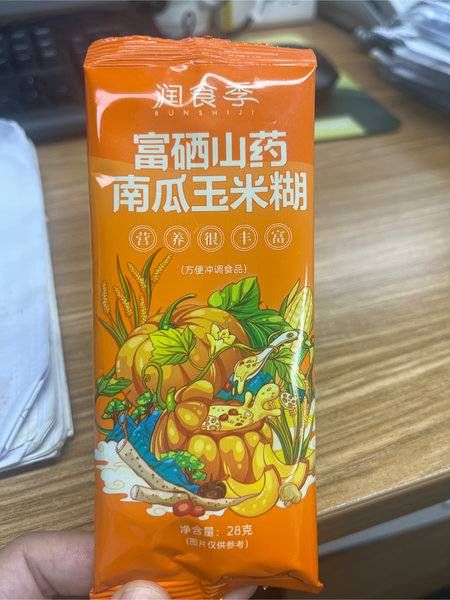 润食季
RUNSHIJI
富硒山药
南瓜玉米糊
营养很丰富
(方便冲调食品)
净含量：28克
(图片仅供参考)